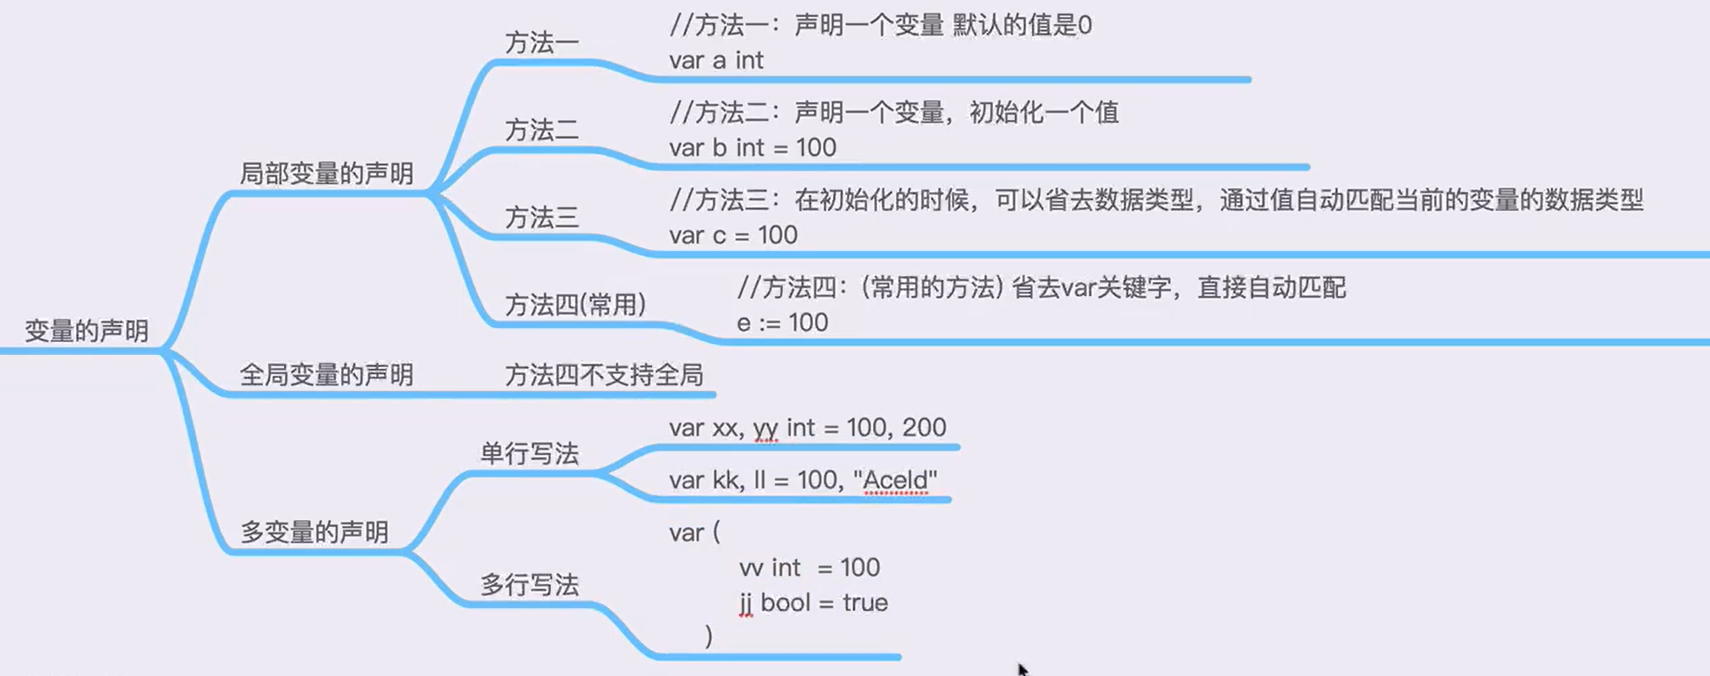 变量的声明
局部变量的声明
方法一
//方法一：声明一个变量 默认的值是0
var a int
方法二
//方法二：声明一个变量，初始化一个值
var b int = 100
方法三
//方法三：在初始化的时候，可以省去数据类型，通过值自动匹配当前的变量的数据类型
var c = 100
方法四(常用)
//方法四：(常用的方法) 省去var关键字，直接自动匹配
e := 100
全局变量的声明
方法四不支持全局
多变量的声明
单行写法
var xx, yy int = 100, 200
var kk, ll = 100, "Aceld"
多行写法
var (
vv int = 100
jj bool = true
)